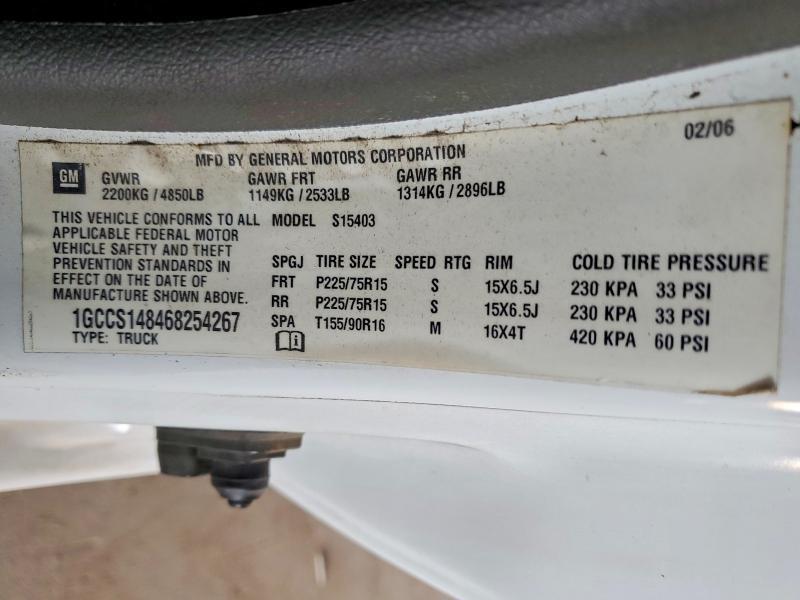 02/06
MFD BY GENERAL MOTORS CORPORATION
GM
GVWR GAWR FRT GAWR RR
2200KG / 4850LB 1149KG / 2533LB 1314KG / 2896LB
THIS VEHICLE CONFORMS TO ALL
APPLICABLE FEDERAL MOTOR
VEHICLE SAFETY AND THEFT
PREVENTION STANDARDS IN
EFFECT ON THE DATE OF
MANUFACTURE SHOWN ABOVE.
1GCCS148468254267
TYPE: TRUCK
MODEL S15403
SPGJ TIRE SIZE SPEED RTG RIM COLD TIRE PRESSURE
FRT P225/75R15 S 15X6.5J 230 KPA 33 PSI
RR P225/75R15 S 15X6.5J 230 KPA 33 PSI
SPA T155/90R16 M 16X4T 420 KPA 60 PSI